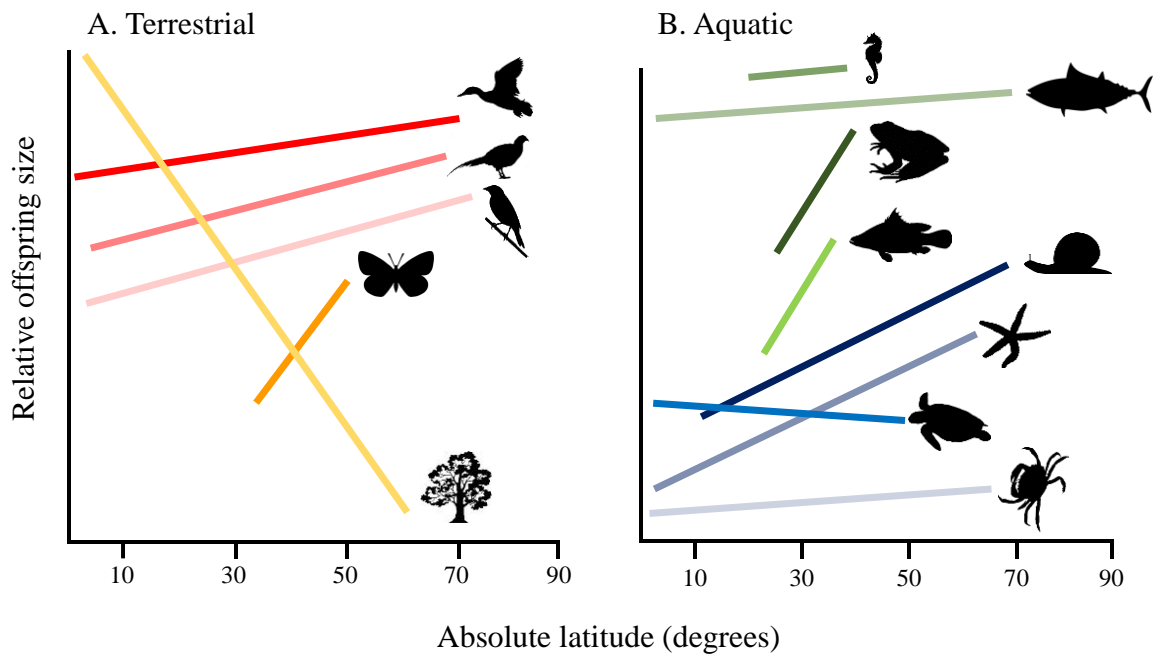 A. Terrestrial
B. Aquatic
Relative offspring size
10 30 50 70 90
10 30 50 70 90
Absolute latitude (degrees)